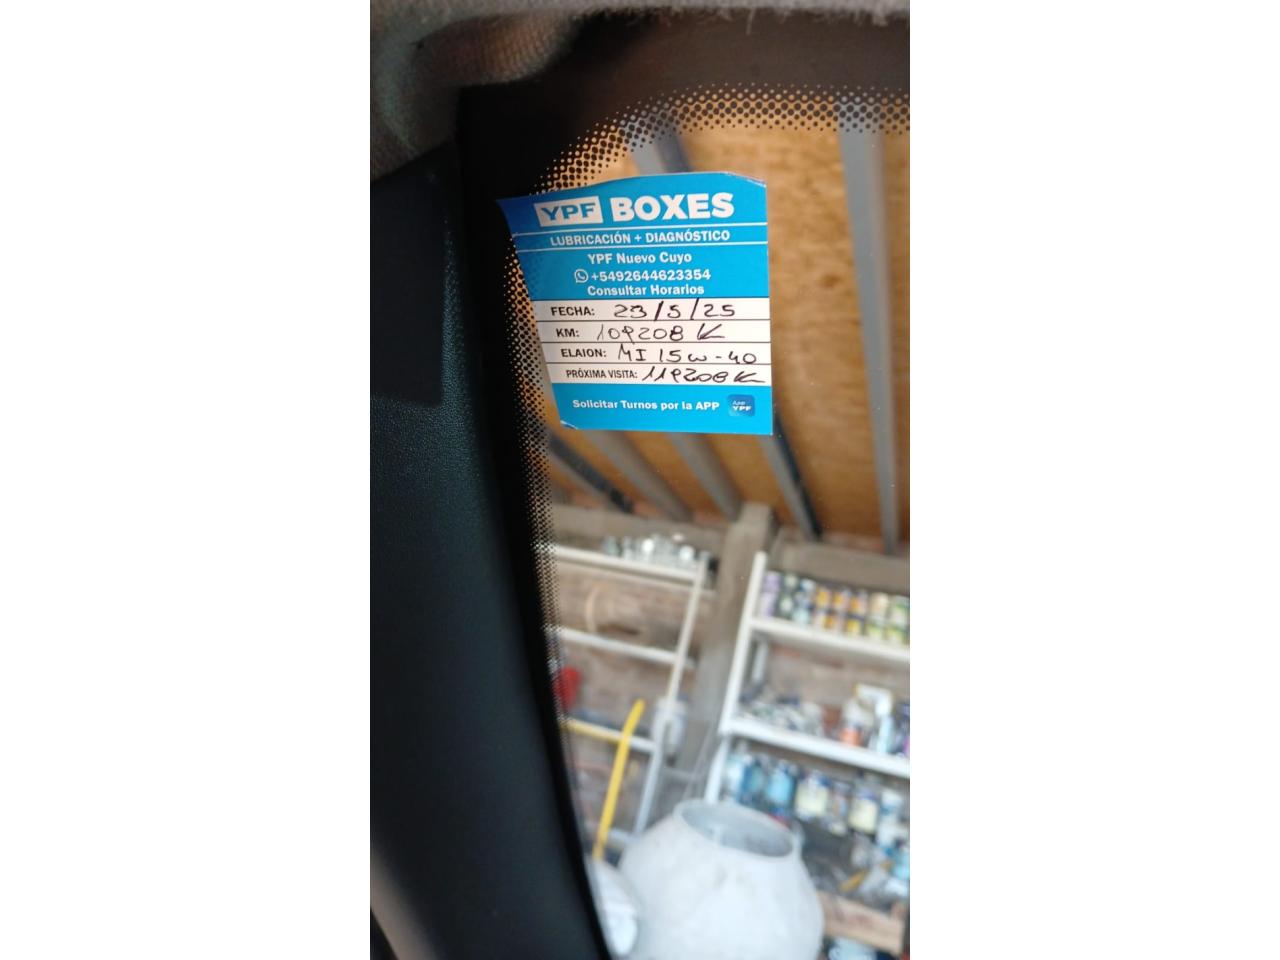 YPF BOXES
LUBRICACIÓN + DIAGNÓSTICO
YPF Nuevo Cuyo
+5492644623354
Consultar Horarios
FECHA: 23/5/25
KM: 109208 K
ELAION: MI 15W-40
PRÓXIMA VISITA: 119208 K
Solicitar Turnos por la APP
App
YPF